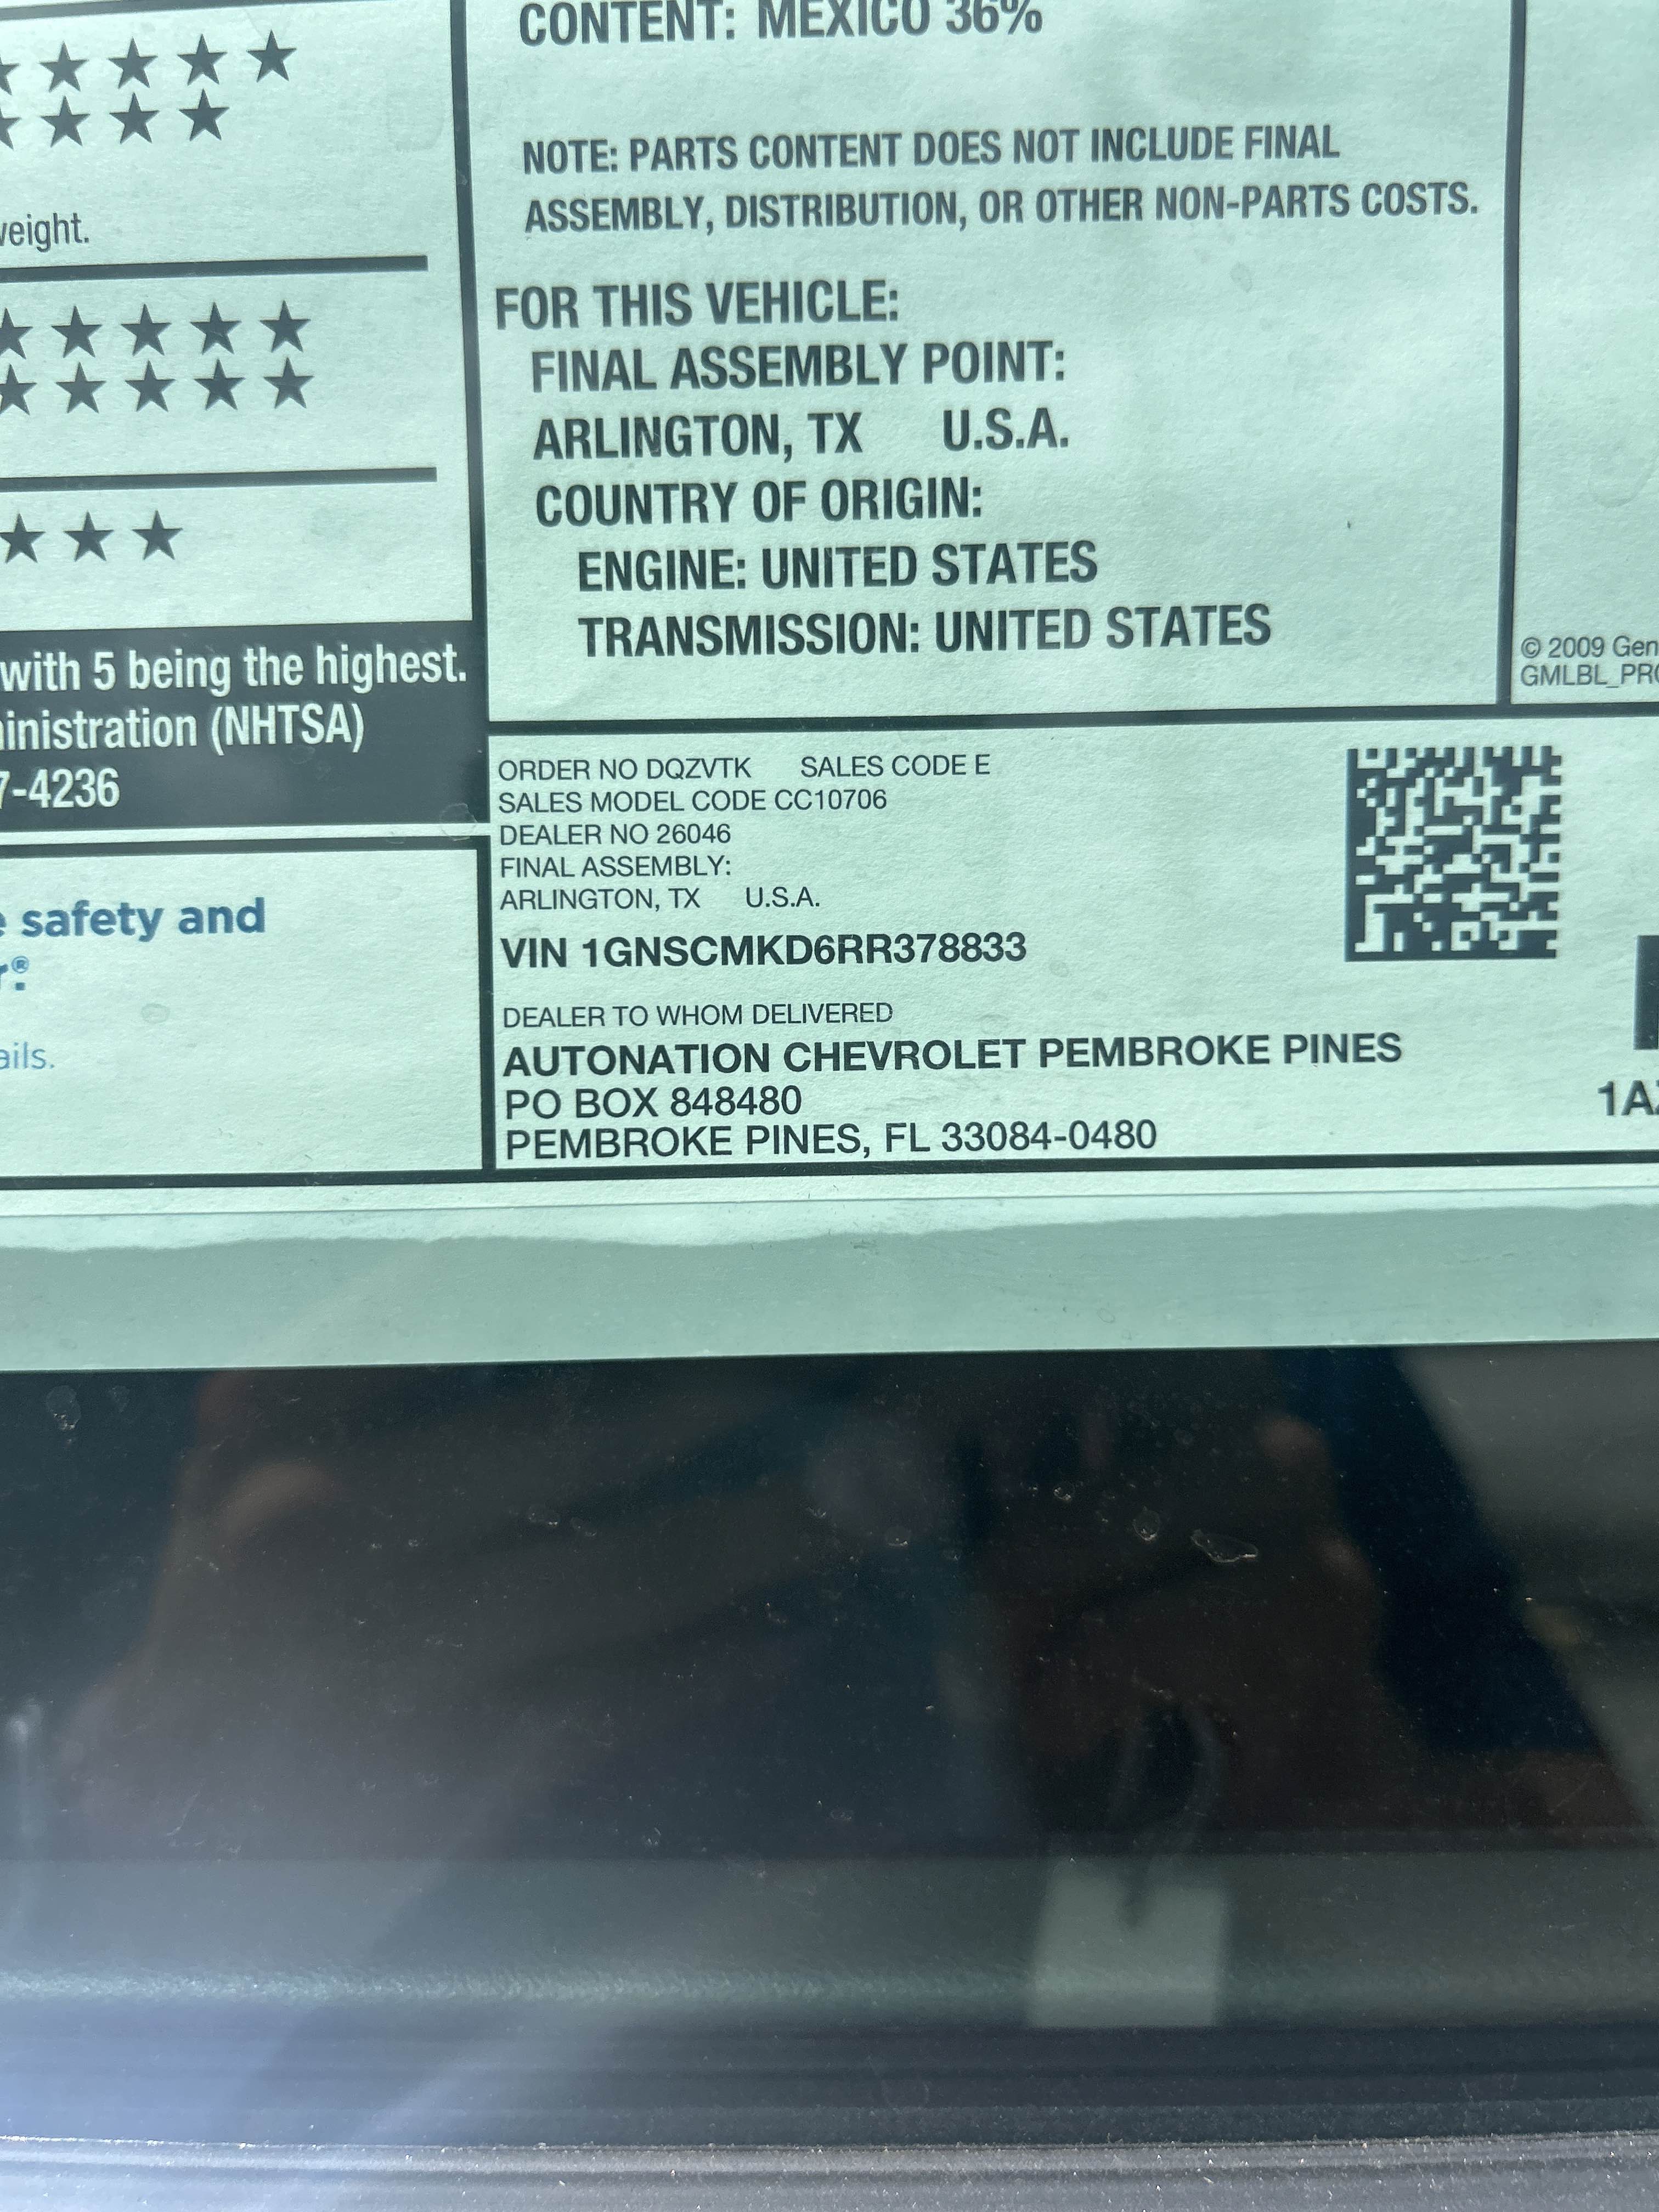 CONTENT: MEXICO 36%
NOTE: PARTS CONTENT DOES NOT INCLUDE FINAL
ASSEMBLY, DISTRIBUTION, OR OTHER NON-PARTS COSTS.
FOR THIS VEHICLE:
FINAL ASSEMBLY POINT:
ARLINGTON, TX U.S.A.
COUNTRY OF ORIGIN:
ENGINE: UNITED STATES
TRANSMISSION: UNITED STATES
with 5 being the highest.
(NHTSA)
7-4236
safety and
© 2009
ORDER NO DQZVTK SALES CODE E
SALES MODEL CODE CC10706
DEALER NO 26046
FINAL ASSEMBLY:
ARLINGTON, TX U.S.A.
VIN 1GNSCMKD6RR378833
DEALER TO WHOM DELIVERED
AUTONATION CHEVROLET PEMBROKE PINES
PO BOX 848480
PEMBROKE PINES, FL 33084-0480